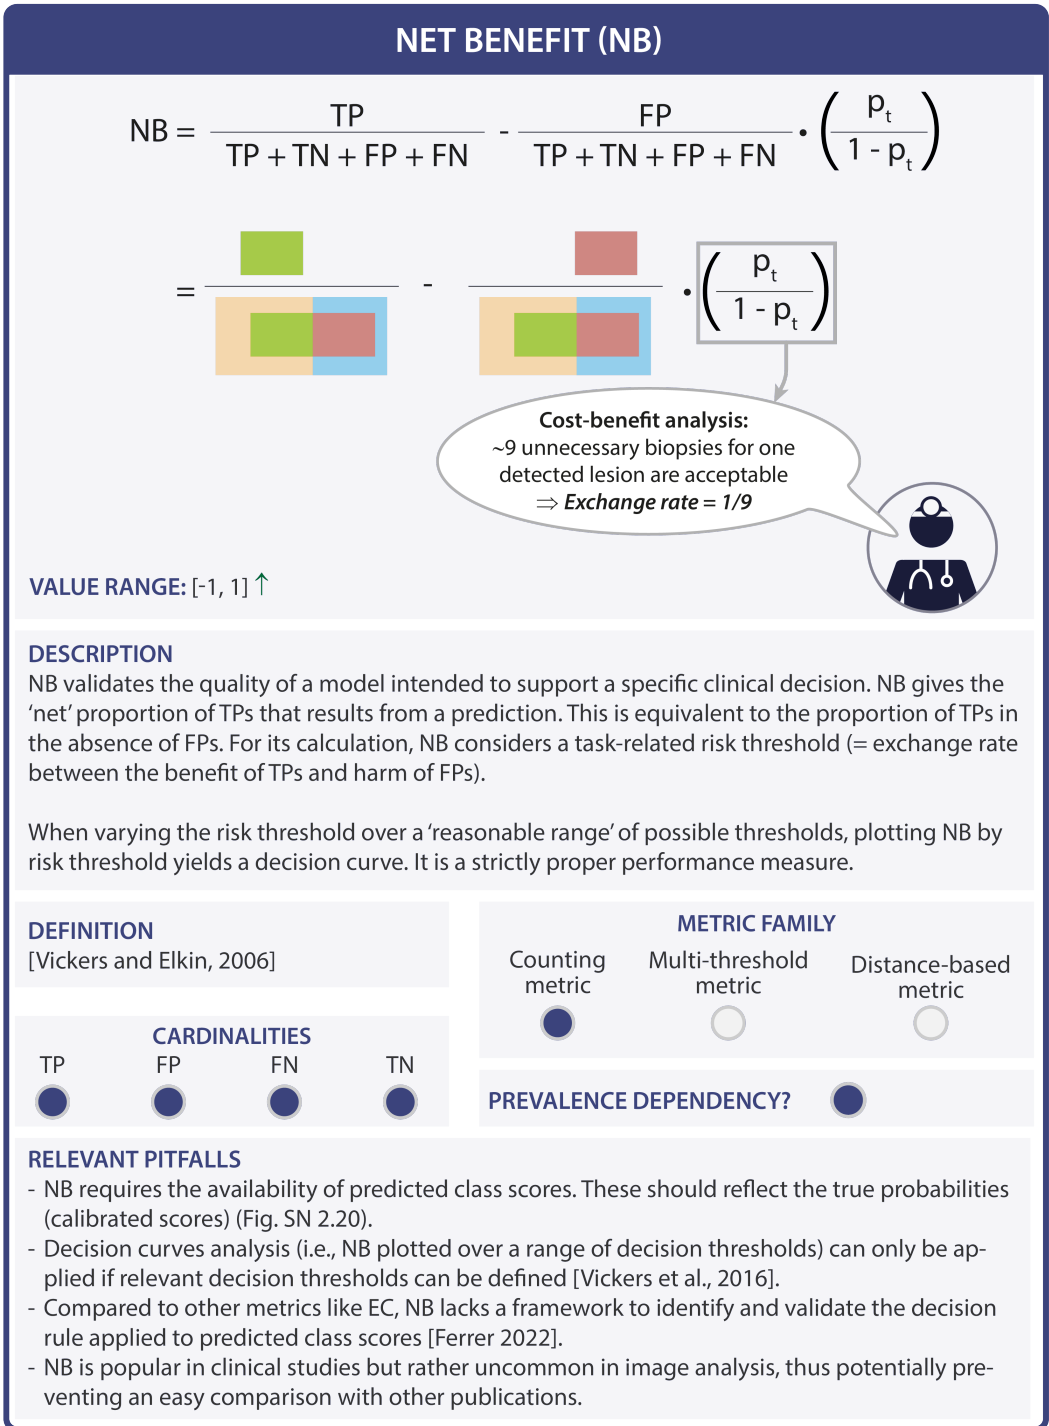 NET BENEFIT (NB)
NB = TP / (TP + TN + FP + FN) - FP / (TP + TN + FP + FN) · (p_t / (1 - p_t))
= - · (p_t / (1 - p_t))
Cost-benefit analysis:
~9 unnecessary biopsies for one
detected lesion are acceptable
⇒ Exchange rate = 1/9
VALUE RANGE: [-1, 1] ↑
DESCRIPTION
NB validates the quality of a model intended to support a specific clinical decision. NB gives the
‘net’ proportion of TPs that results from a prediction. This is equivalent to the proportion of TPs in
the absence of FPs. For its calculation, NB considers a task-related risk threshold (= exchange rate
between the benefit of TPs and harm of FPs).
When varying the risk threshold over a ‘reasonable range’ of possible thresholds, plotting NB by
risk threshold yields a decision curve. It is a strictly proper performance measure.
DEFINITION
[Vickers and Elkin, 2006]
METRIC FAMILY
Counting
metric
Multi-threshold
metric
Distance-based
metric
CARDINALITIES
TP FP FN TN
PREVALENCE DEPENDENCY?
RELEVANT PITFALLS
- NB requires the availability of predicted class scores. These should reflect the true probabilities
(calibrated scores) (Fig. SN 2.20).
- Decision curves analysis (i.e., NB plotted over a range of decision thresholds) can only be ap-
plied if relevant decision thresholds can be defined [Vickers et al., 2016].
- Compared to other metrics like EC, NB lacks a framework to identify and validate the decision
rule applied to predicted class scores [Ferrer 2022].
- NB is popular in clinical studies but rather uncommon in image analysis, thus potentially pre-
venting an easy comparison with other publications.